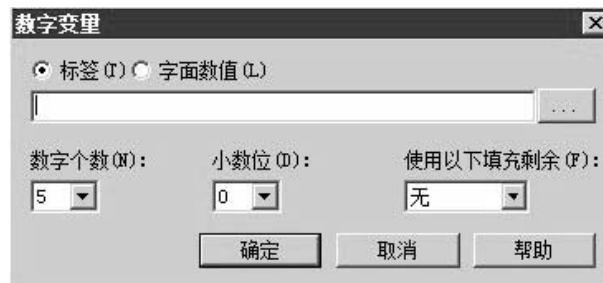 数字变量
标签(T) 字面数值(L)
...
数字个数(N): 小数位(D): 使用以下填充剩余(F):
5 0 无
确定 取消 帮助